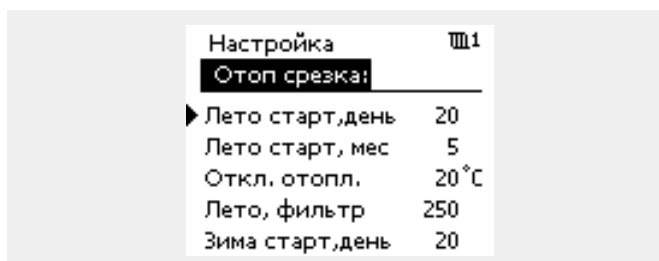 Настройка 1
Отоп срезка:
Лето старт,день 20
Лето старт, мес 5
Откл. отопл. 20°C
Лето, фильтр 250
Зима старт,день 20